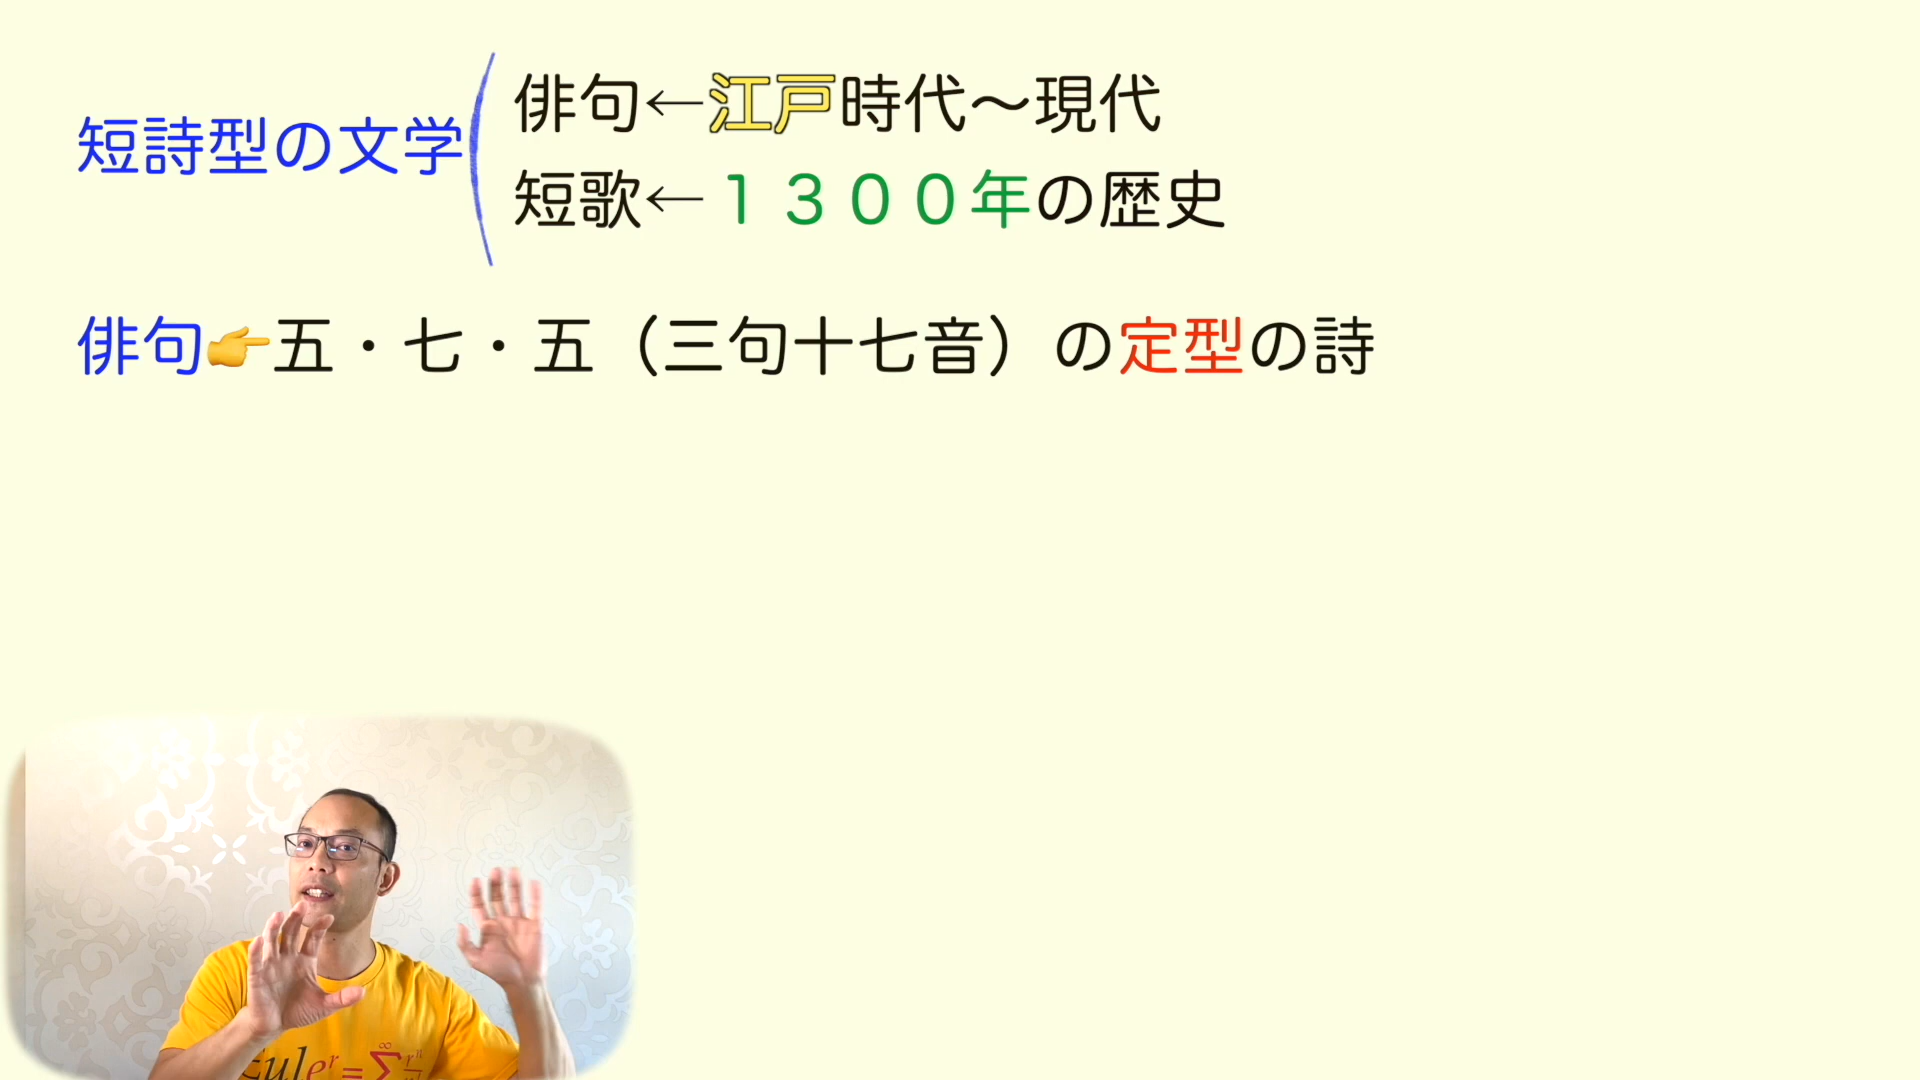 短詩型の文学
俳句←江戸時代～現代
短歌←１３００年の歴史
俳句👉五・七・五（三句十七音）の定型の詩
Euler=∑